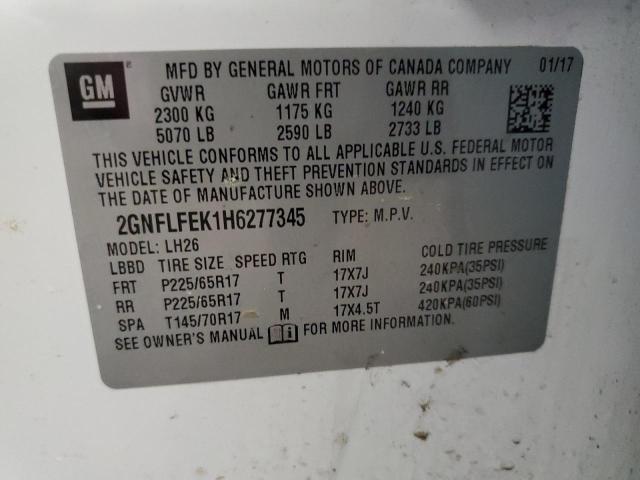 GM ®
MFD BY GENERAL MOTORS OF CANADA COMPANY 01/17
GVWR GAWR FRT GAWR RR
2300 KG 1175 KG 1240 KG
5070 LB 2590 LB 2733 LB
THIS VEHICLE CONFORMS TO ALL APPLICABLE U.S. FEDERAL MOTOR
VEHICLE SAFETY AND THEFT PREVENTION STANDARDS IN EFFECT ON
THE DATE OF MANUFACTURE SHOWN ABOVE.
2GNFLFEK1H6277345 TYPE: M.P.V.
MODEL: LH26
LBBD TIRE SIZE SPEED RTG RIM COLD TIRE PRESSURE
FRT P225/65R17 T 17X7J 240KPA(35PSI)
RR P225/65R17 T 17X7J 240KPA(35PSI)
SPA T145/70R17 M 17X4.5T 420KPA(60PSI)
SEE OWNER'S MANUAL FOR MORE INFORMATION.